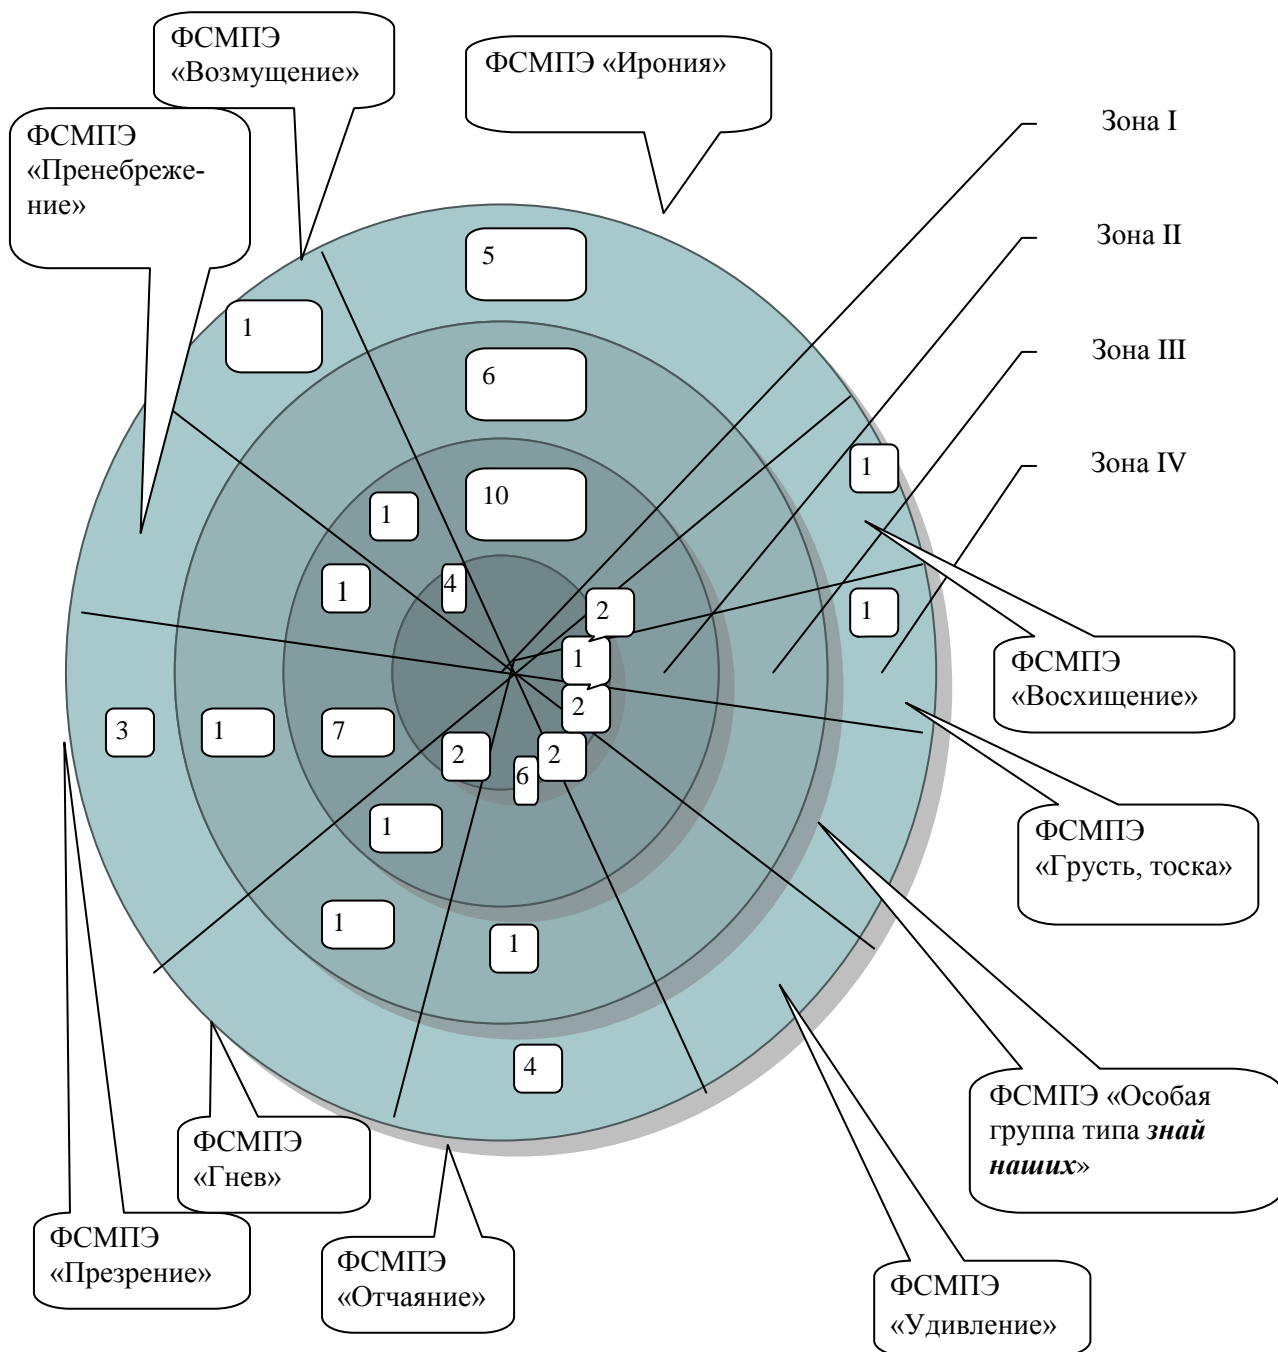 ФСМПЭ
«Возмущение»
ФСМПЭ «Ирония»
ФСМПЭ
«Пренебреже-
ние»
Зона I
Зона II
Зона III
Зона IV
5
1
6
1
10
1
1
4
2
1
1
2
3
1
7
2
2
6
1
1
1
4
ФСМПЭ
«Восхищение»
ФСМПЭ
«Грусть, тоска»
ФСМПЭ «Особая
группа типа знай
наших»
ФСМПЭ
«Гнев»
ФСМПЭ
«Презрение»
ФСМПЭ
«Отчаяние»
ФСМПЭ
«Удивление»